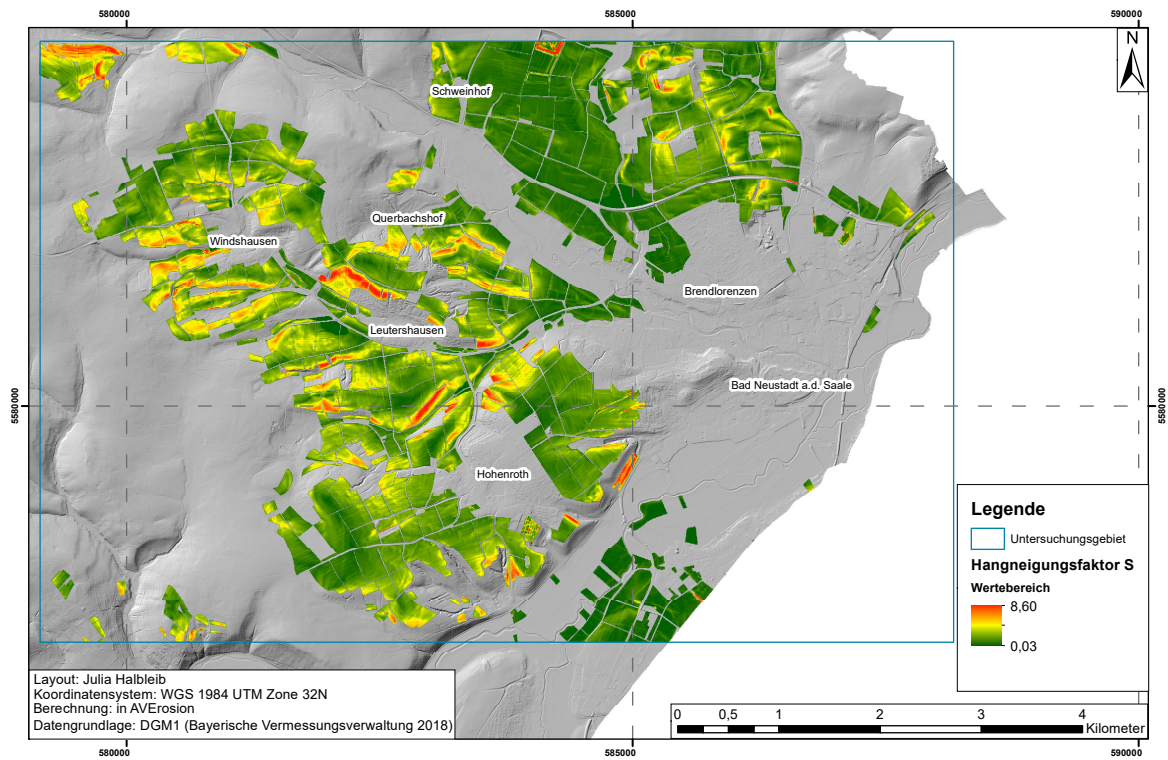 580000
585000
590000
N
Schweinhof
Querbachshof
Windshausen
Brendlorenzen
Leutershausen
Bad Neustadt a.d. Saale
5580000
5580000
Hohenroth
Legende
Untersuchungsgebiet
Hangneigungsfaktor S
Wertebereich
8,60
0,03
Layout: Julia Halbleib
Koordinatensystem: WGS 1984 UTM Zone 32N
Berechnung: in AVErosion
Datengrundlage: DGM1 (Bayerische Vermessungsverwaltung 2018)
0 0,5 1 2 3 4
Kilometer
580000
585000
590000